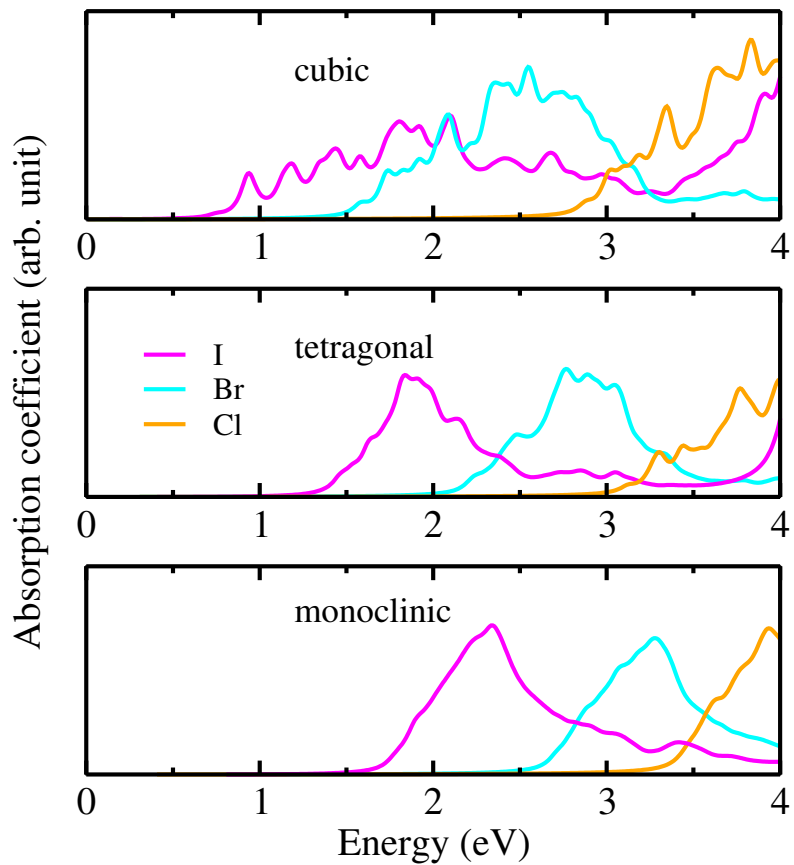 cubic
0 1 2 3 4
tetragonal
I
Br
Cl
0 1 2 3 4
monoclinic
0 1 2 3 4
Energy (eV)
Absorption coefficient (arb. unit)